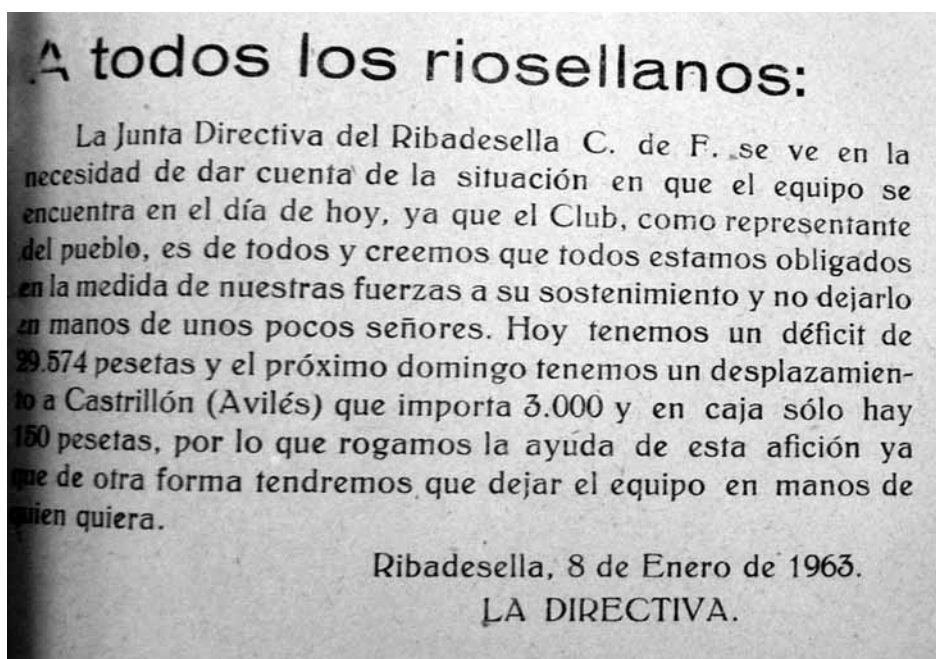 A todos los riosellanos:
La Junta Directiva del Ribadesella C. de F. se ve en la
necesidad de dar cuenta de la situación en que el equipo se
encuentra en el día de hoy, ya que el Club, como representante
del pueblo, es de todos y creemos que todos estamos obligados
en la medida de nuestras fuerzas a su sostenimiento y no dejarlo
en manos de unos pocos señores. Hoy tenemos un déficit de
29.574 pesetas y el próximo domingo tenemos un desplazamien-
to a Castrillón (Avilés) que importa 3.000 y en caja sólo hay
150 pesetas, por lo que rogamos la ayuda de esta afición ya
que de otra forma tendremos que dejar el equipo en manos de
quien quiera.
Ribadesella, 8 de Enero de 1963.
LA DIRECTIVA.